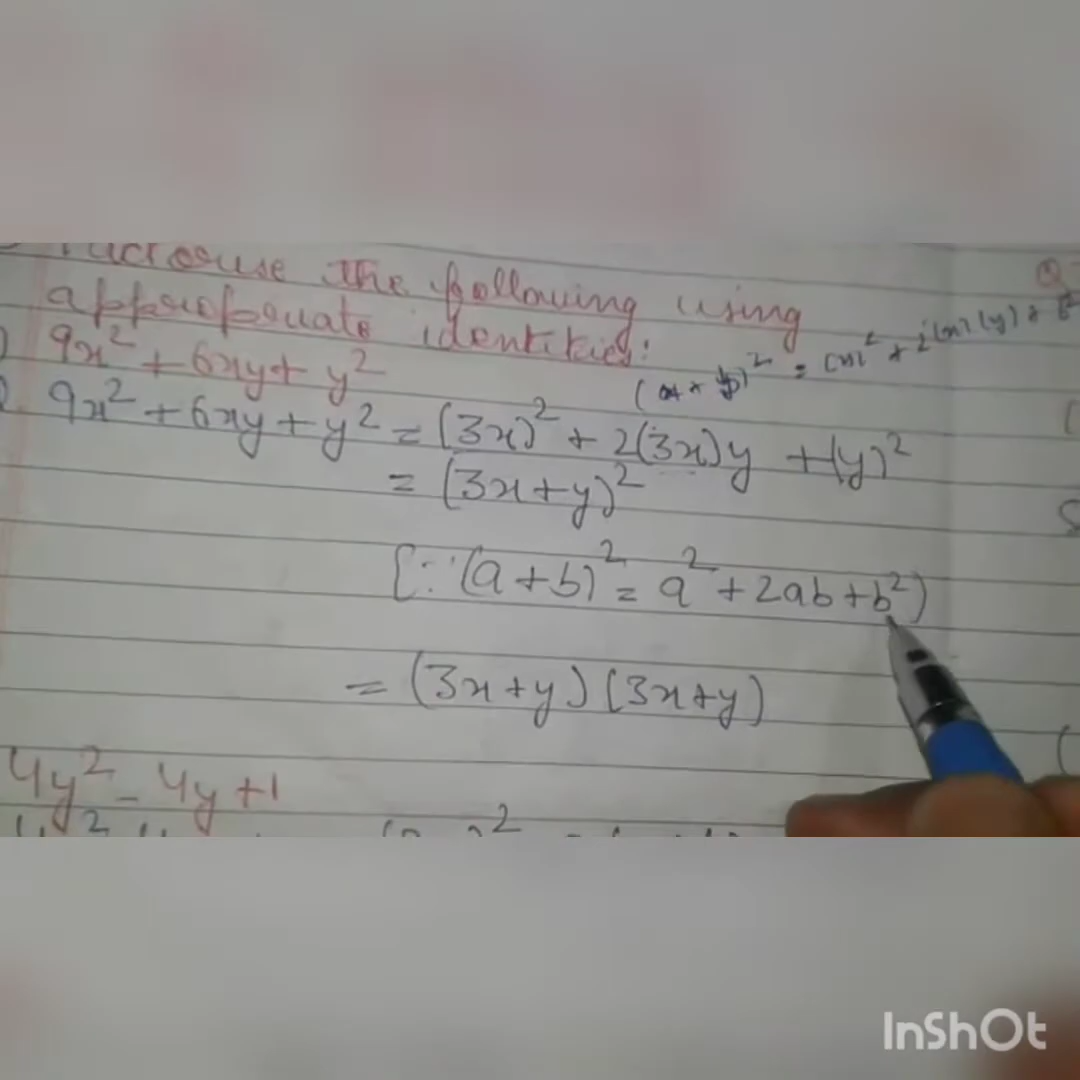 the following using
appropriate identities:
9x² + 6xy + y²
9x² + 6xy + y² = (3x)² + 2(3x)y + (y)²
= (3x+y)²
[∵ (a+b)² = a² + 2ab + b²)
= (3x+y) (3x+y)
4y² - 4y + 1
InShOt